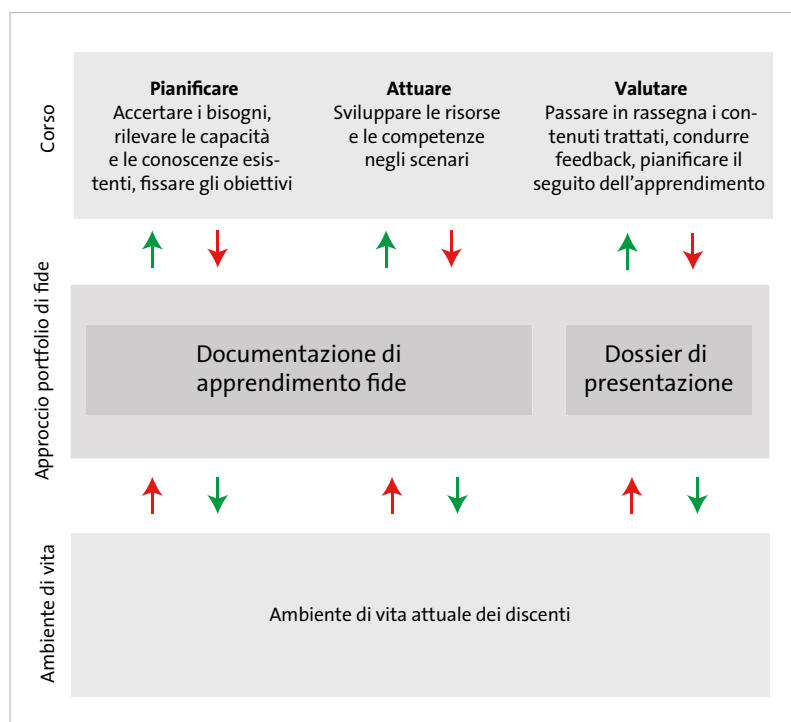 Corso
Pianificare
Accertare i bisogni,
rilevare le capacità
e le conoscenze esis-
tenti, fissare gli obiettivi
Attuare
Sviluppare le risorse
e le competenze
negli scenari
Valutare
Passare in rassegna i con-
tenuti trattati, condurre
feedback, pianificare il
seguito dell’apprendimento
Approccio portfolio di fide
Documentazione di
apprendimento fide
Dossier di
presentazione
Ambiente di vita
Ambiente di vita attuale dei discenti